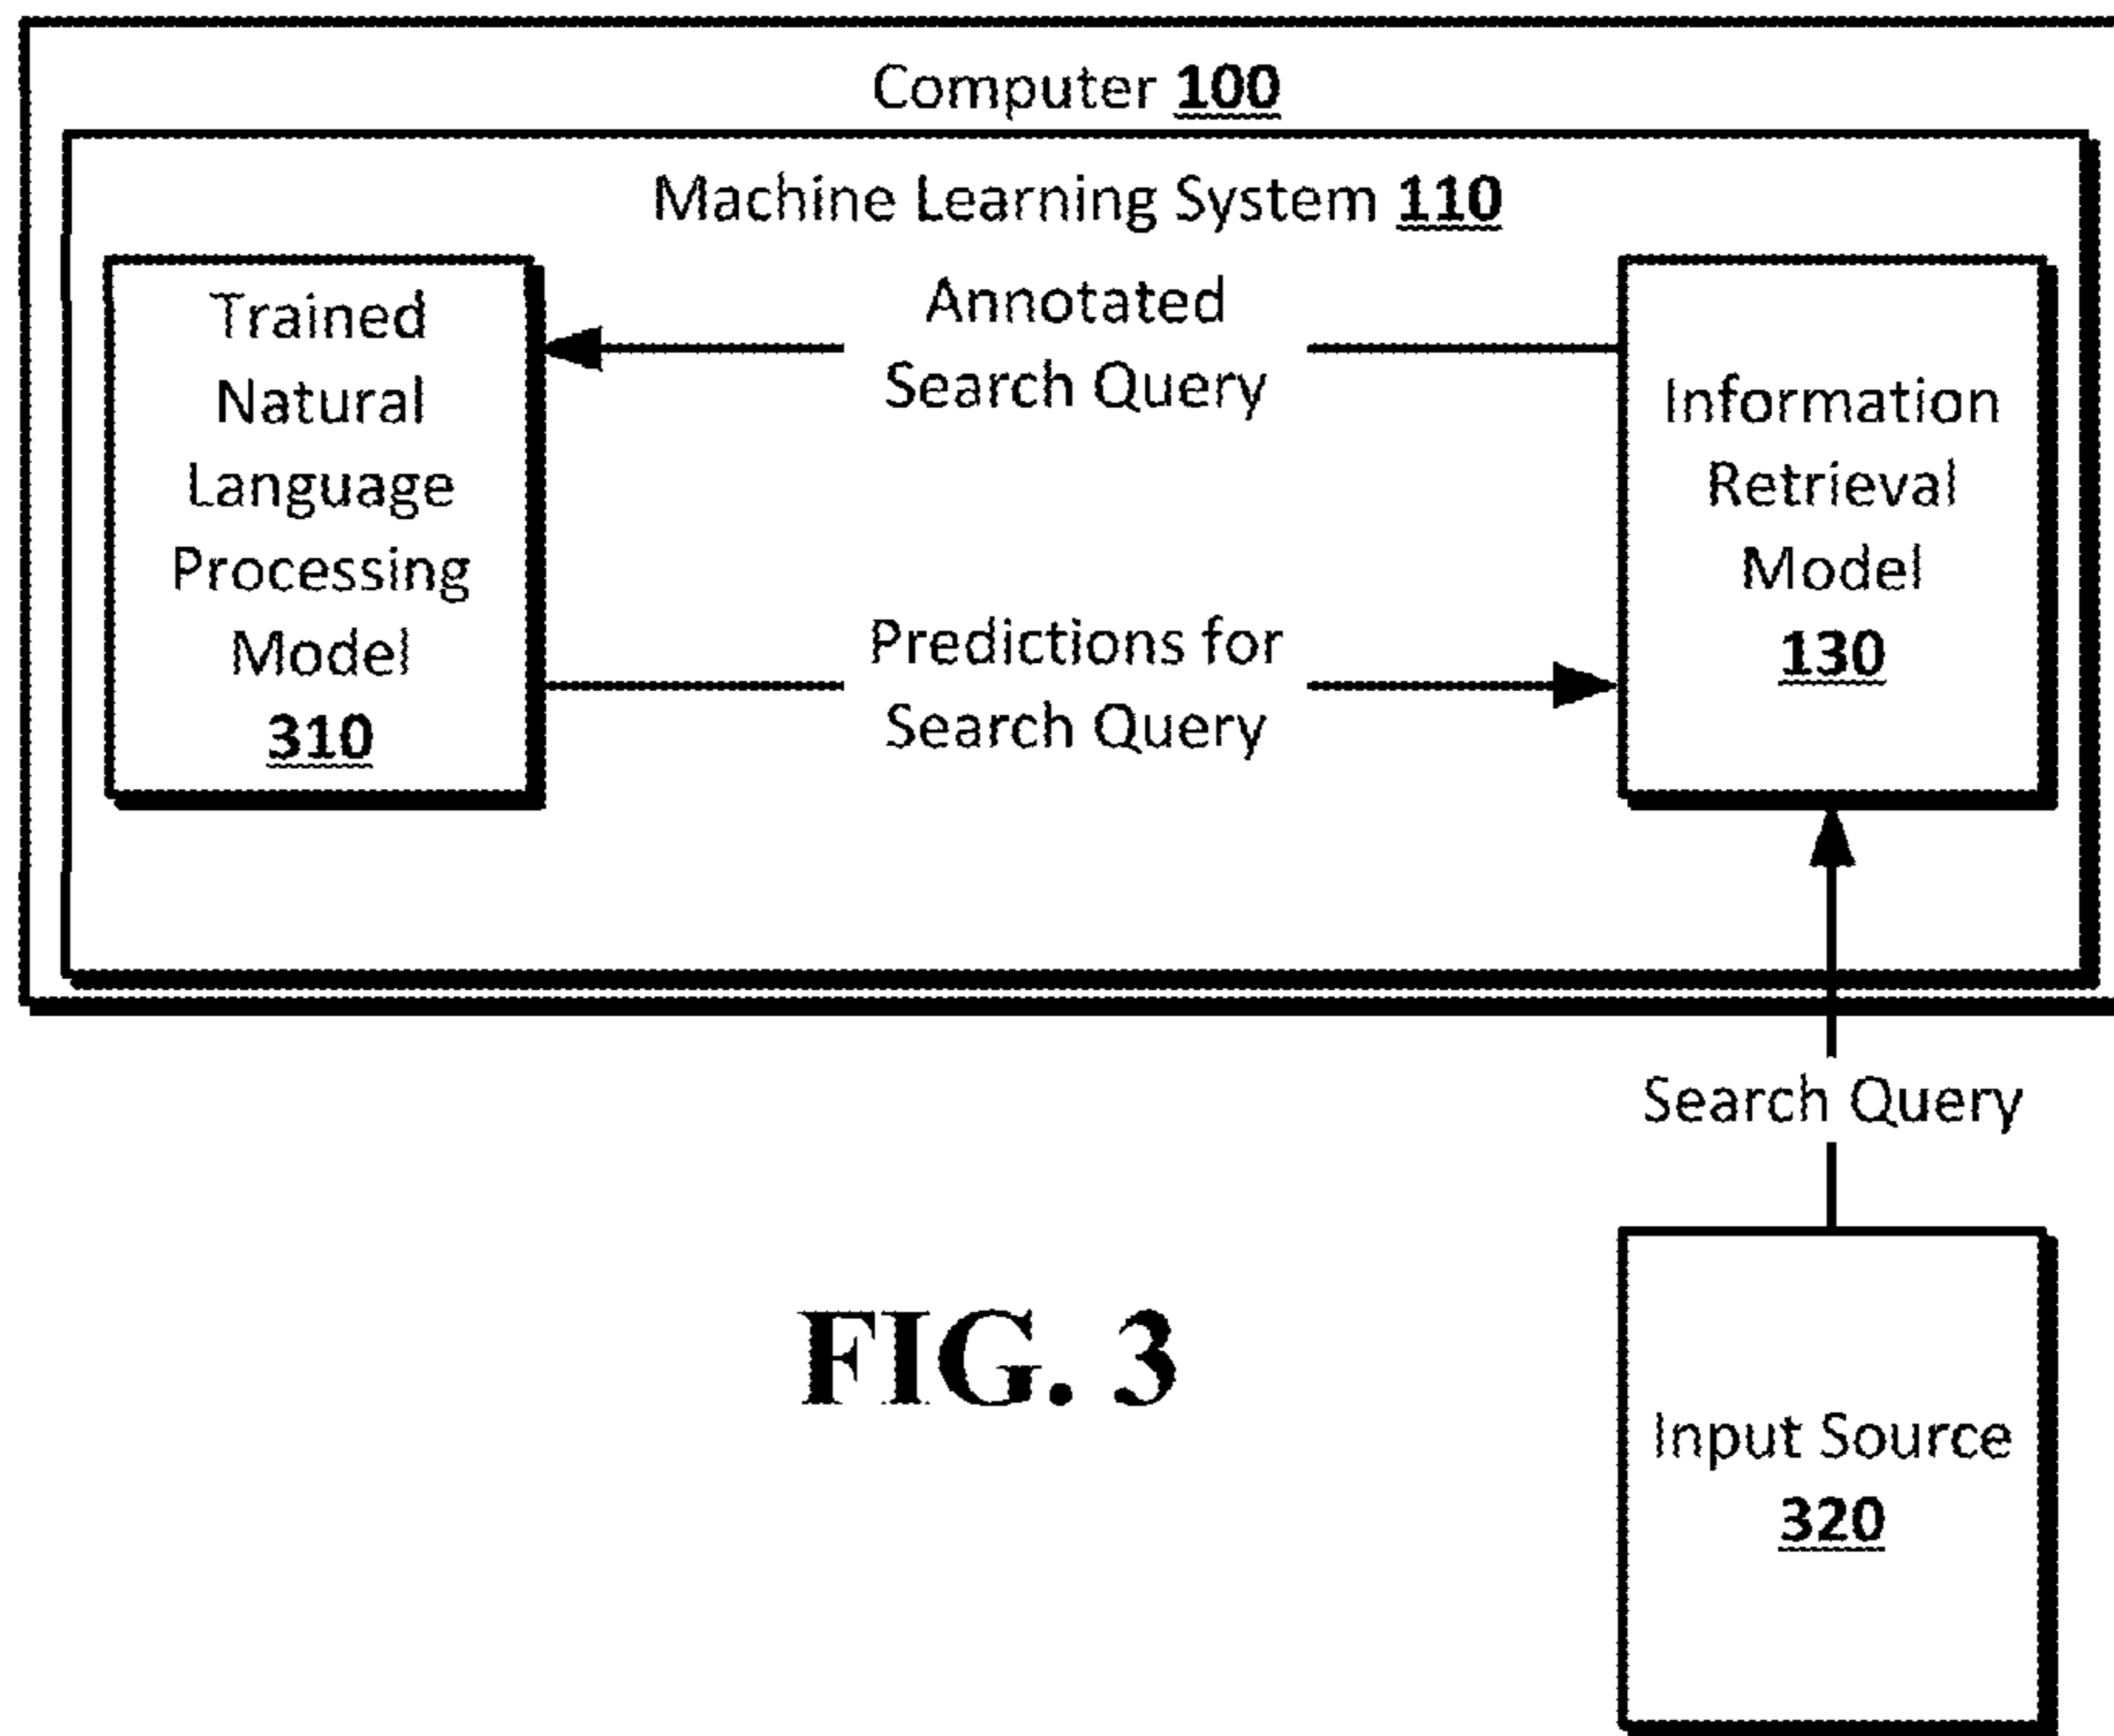 Computer 100
Machine Learning System 110
Trained
Natural
Language
Processing
Model
310
Annotated
Search Query
Predictions for
Search Query
Information
Retrieval
Model
130
Search Query
Input Source
320
FIG. 3